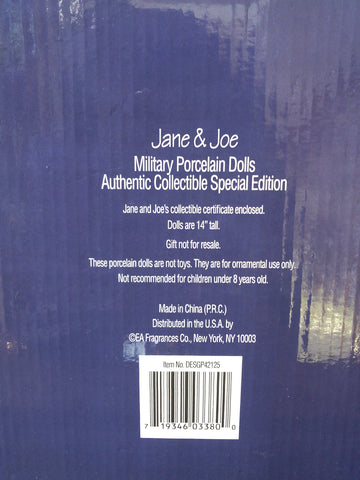 Jane & Joe
Military Porcelain Dolls
Authentic Collectible Special Edition
Jane and Joe's collectible certificate enclosed.
Dolls are 14" tall.
Gift not for resale.
These porcelain dolls are not toys. They are for ornamental use only.
Not recommended for children under 8 years old.
Made in China (P.R.C.)
Distributed in the U.S.A. by
©EA Fragrances Co., New York, NY 10003
Item No. DESGP42125
7 19346 03380 0